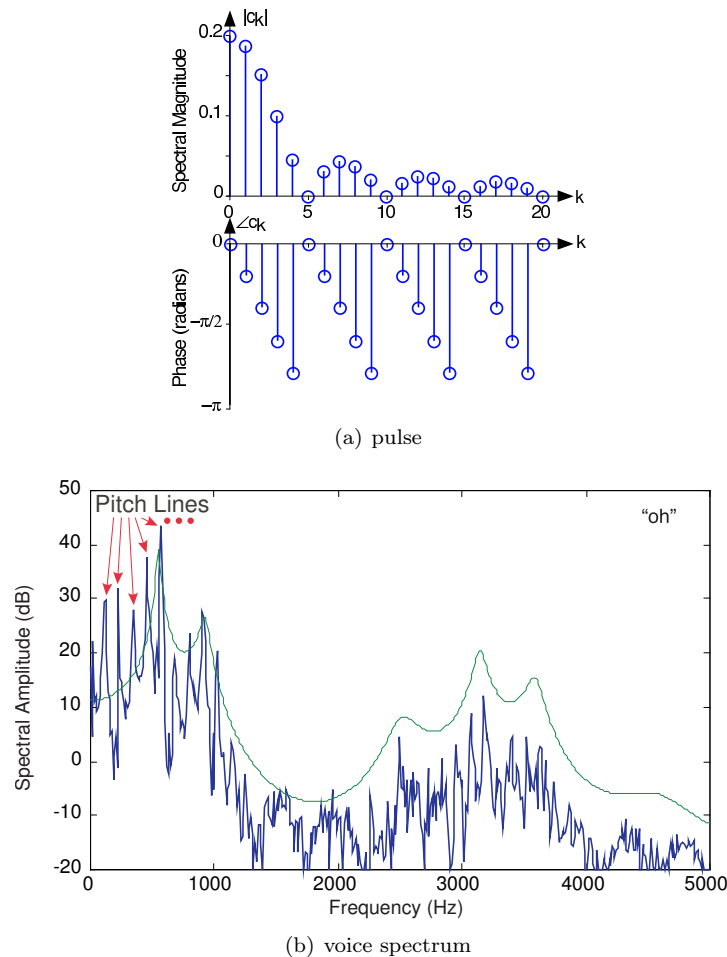 |cₖ|
0.2
0.1
0
Spectral Magnitude
0 5 10 15 20 k
∠cₖ
0
−π/2
−π
k
Phase (radians)
(a) pulse
50
40
30
20
10
0
-10
-20
Spectral Amplitude (dB)
Pitch Lines
“oh”
0 1000 2000 3000 4000 5000
Frequency (Hz)
(b) voice spectrum